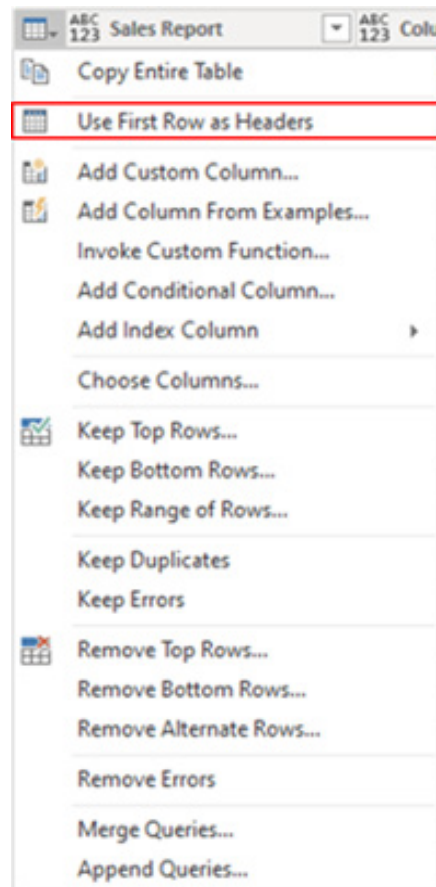 ABC 123 Sales Report ABC 123 Colu
Copy Entire Table
Use First Row as Headers
Add Custom Column...
Add Column From Examples...
Invoke Custom Function...
Add Conditional Column...
Add Index Column
Choose Columns...
Keep Top Rows...
Keep Bottom Rows...
Keep Range of Rows...
Keep Duplicates
Keep Errors
Remove Top Rows...
Remove Bottom Rows...
Remove Alternate Rows...
Remove Errors
Merge Queries...
Append Queries...